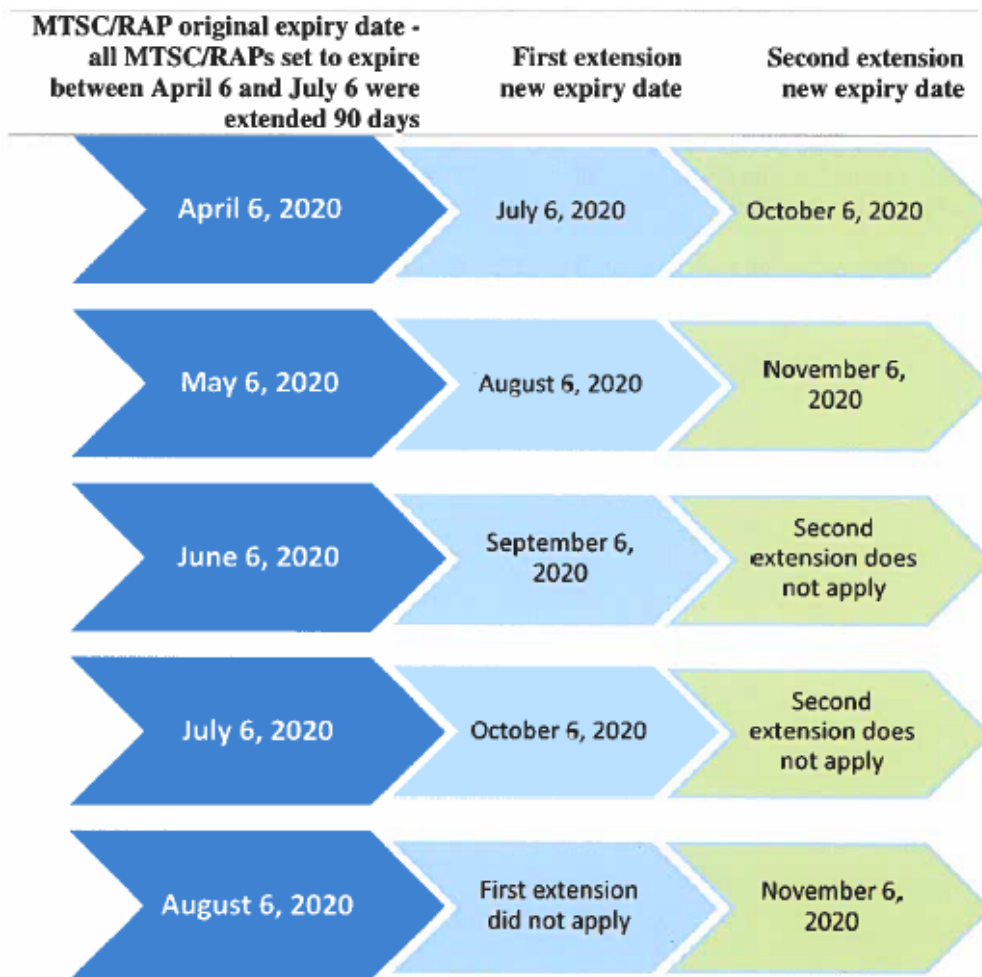 MTSC/RAP original expiry date -
all MTSC/RAPs set to expire
between April 6 and July 6 were
extended 90 days
First extension
new expiry date
Second extension
new expiry date
April 6, 2020
July 6, 2020
October 6, 2020
May 6, 2020
August 6, 2020
November 6,
2020
June 6, 2020
September 6,
2020
Second
extension does
not apply
July 6, 2020
October 6, 2020
Second
extension does
not apply
August 6, 2020
First extension
did not apply
November 6,
2020